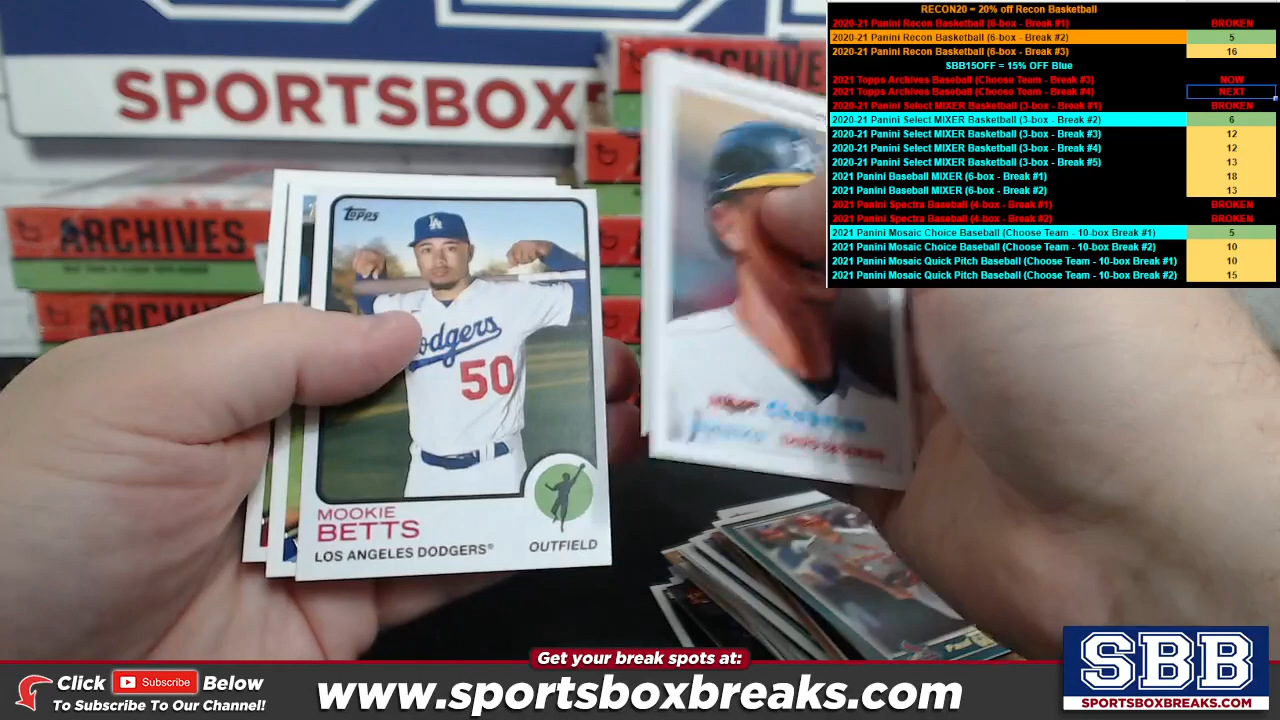 RECON20 = 20% off Recon Basketball
2020-21 Panini Recon Basketball (6-box - Break #1) BROKEN
2020-21 Panini Recon Basketball (6-box - Break #2) 5
2020-21 Panini Recon Basketball (6-box - Break #3) 16
SBB15OFF = 15% OFF Blue
2021 Topps Archives Baseball (Choose Team - Break #3) NOW
2021 Topps Archives Baseball (Choose Team - Break #4) NEXT
2020-21 Panini Select MIXER Basketball (3-box - Break #1) BROKEN
2020-21 Panini Select MIXER Basketball (3-box - Break #2) 6
2020-21 Panini Select MIXER Basketball (3-box - Break #3) 12
2020-21 Panini Select MIXER Basketball (3-box - Break #4) 12
2020-21 Panini Select MIXER Basketball (3-box - Break #5) 13
2021 Panini Baseball MIXER (6-box - Break #1) 18
2021 Panini Baseball MIXER (6-box - Break #2) 13
2021 Panini Spectra Baseball (4-box - Break #1) BROKEN
2021 Panini Spectra Baseball (4-box - Break #2) BROKEN
2021 Panini Mosaic Choice Baseball (Choose Team - 10-box Break #1) 5
2021 Panini Mosaic Choice Baseball (Choose Team - 10-box Break #2) 10
2021 Panini Mosaic Quick Pitch Baseball (Choose Team - 10-box Break #1) 10
2021 Panini Mosaic Quick Pitch Baseball (Choose Team - 10-box Break #2) 15
SPORTSBOX
ARCHIVE
ARC
ARCHI
Topps
LA
Dodgers
50
MOOKIE
BETTS
LOS ANGELES DODGERS®
OUTFIELD
Get your break spots at:
Click Subscribe Below
To Subscribe To Our Channel!
www.sportsboxbreaks.com
SBB
SPORTSBOXBREAKS.COM